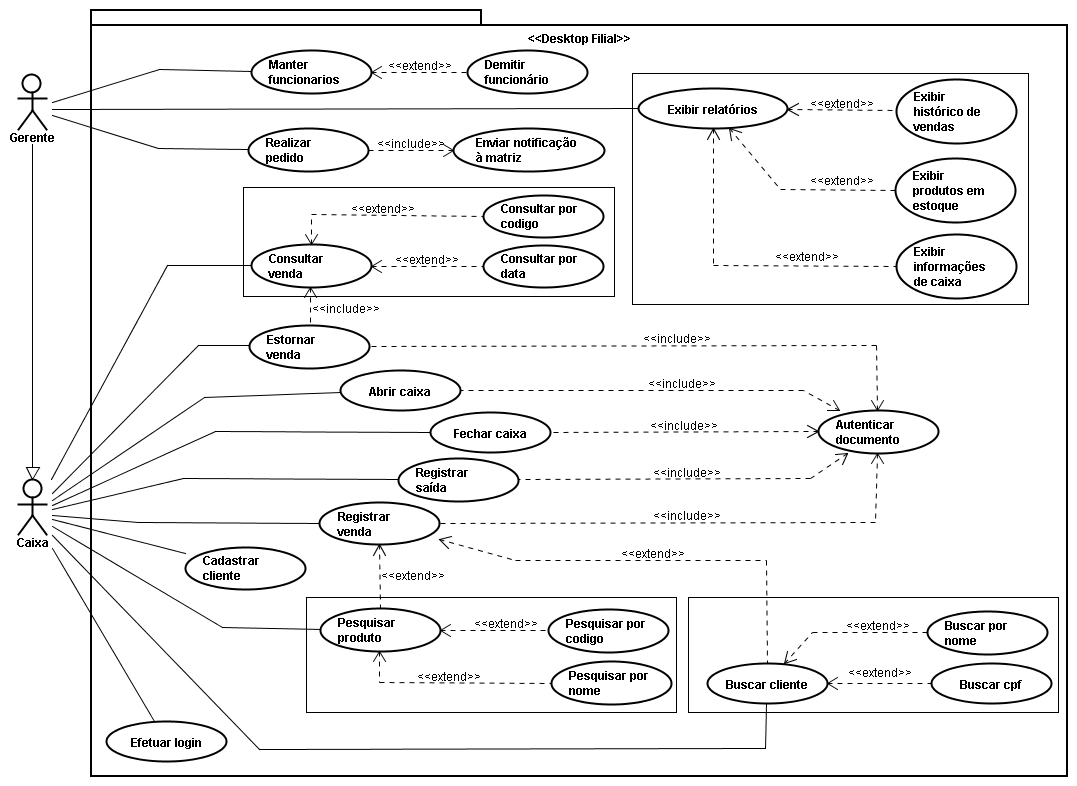 <<Desktop Filial>>
Manter
funcionarios
<<extend>>
Demitir
funcionário
Gerente
Exibir relatórios
<<extend>>
Exibir
histórico de
vendas
Realizar
pedido
<<include>>
Enviar notificação
à matriz
<<extend>>
Exibir
produtos em
estoque
<<extend>>
Consultar por
codigo
Consultar
venda
<<extend>>
Consultar por
data
<<extend>>
Exibir
informações
de caixa
<<include>>
Estornar
venda
<<include>>
Abrir caixa
<<include>>
Fechar caixa
<<include>>
Autenticar
documento
Registrar
saída
<<include>>
Caixa
Registrar
venda
<<include>>
<<extend>>
Cadastrar
cliente
<<extend>>
Pesquisar
produto
<<extend>>
Pesquisar por
codigo
<<extend>>
Pesquisar por
nome
<<extend>>
Buscar por
nome
Buscar cliente
<<extend>>
Buscar cpf
Efetuar login